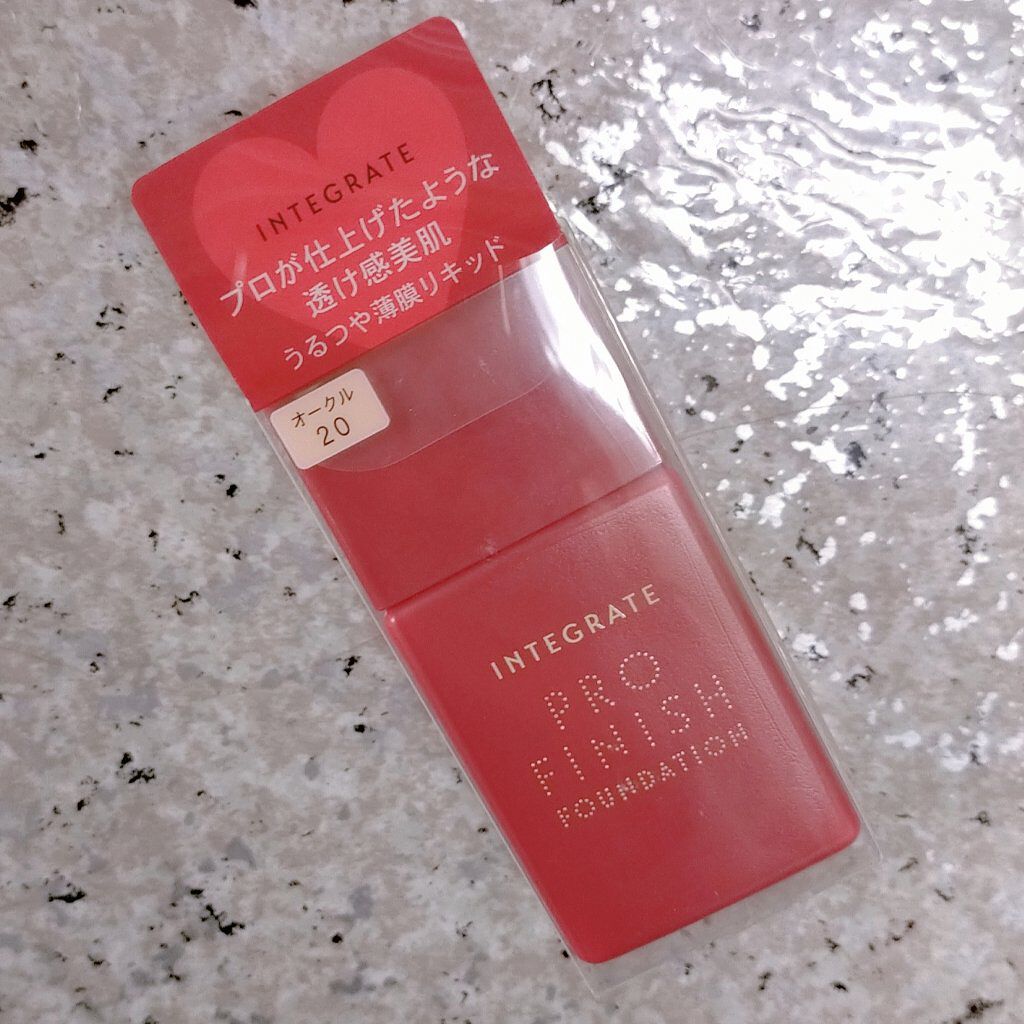 INTEGRATE
プロが仕上げたような
透け感美肌
うるつや薄膜リキッド
オークル
20
INTEGRATE
PRO
FINISH
FOUNDATION